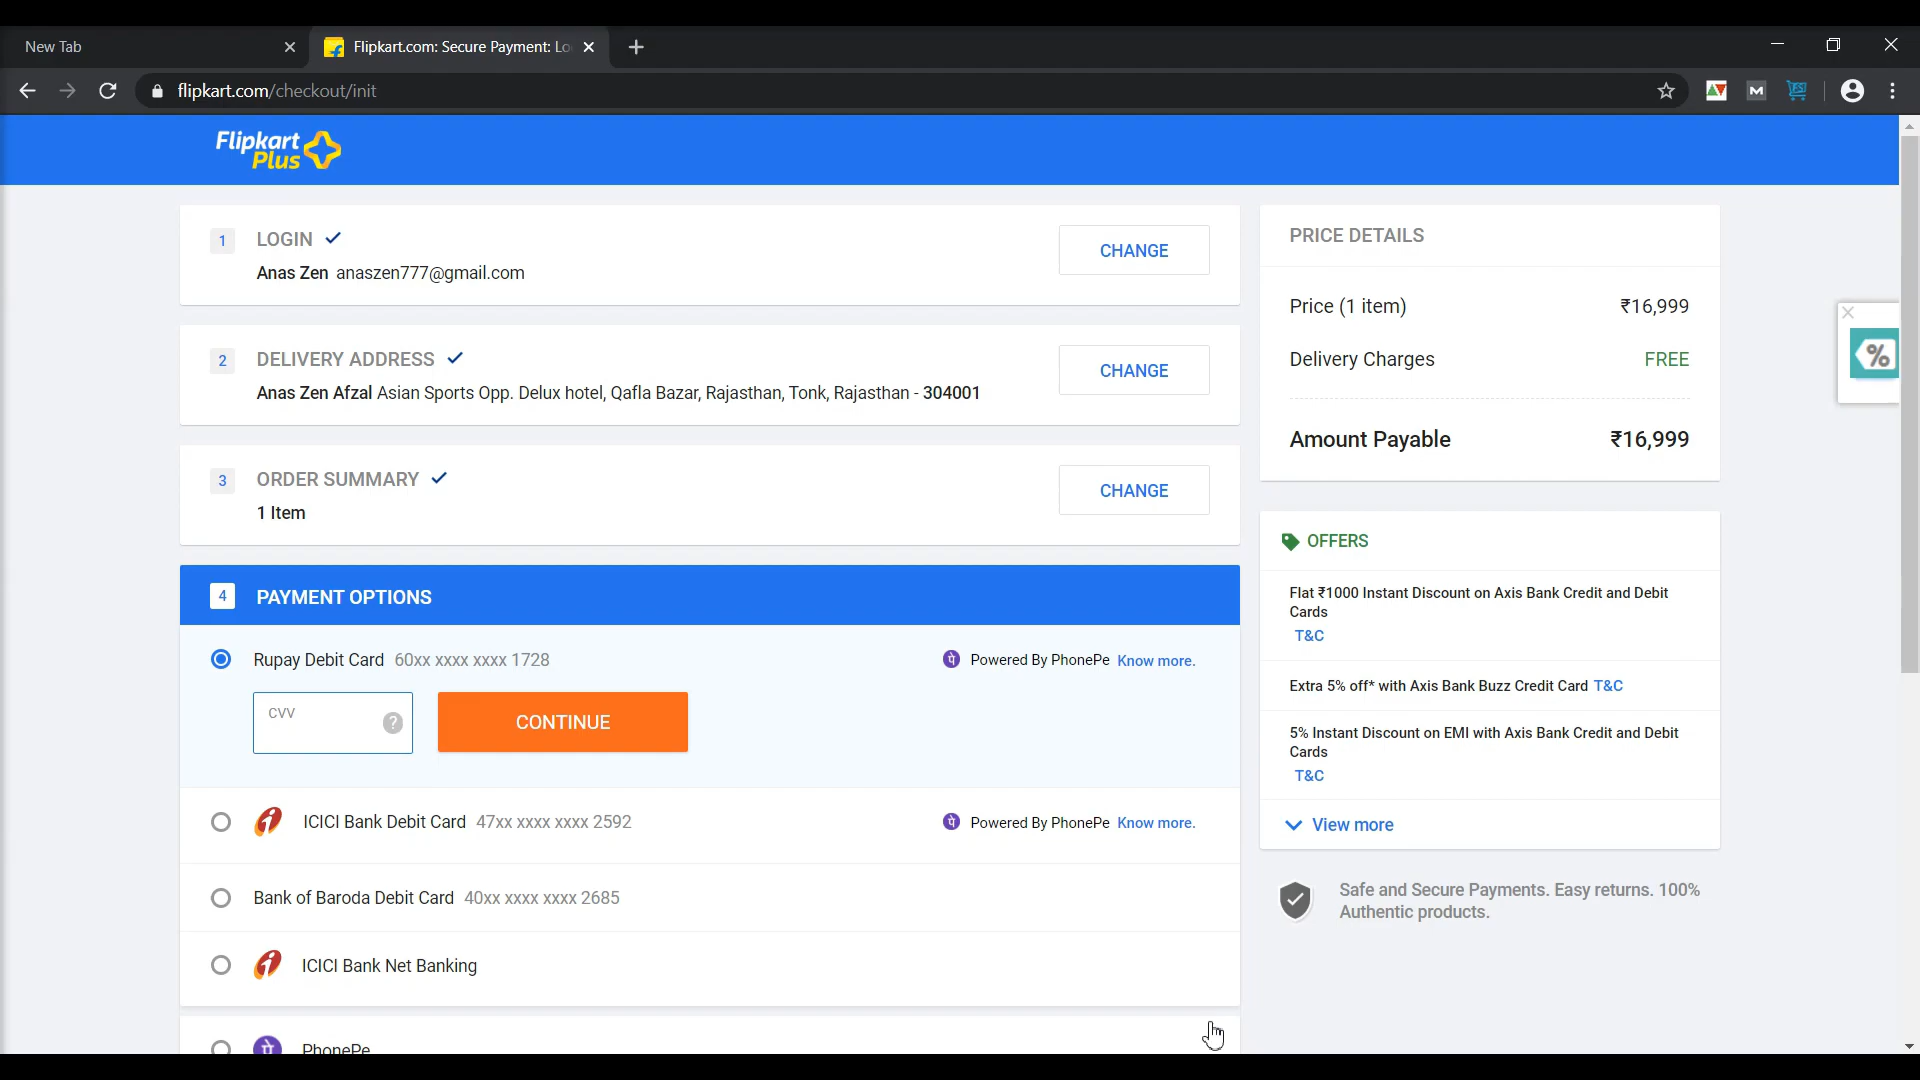 New Tab
Flipkart.com: Secure Payment: Lo
flipkart.com/checkout/init
Flipkart
Plus
1 LOGIN
Anas Zen anaszen777@gmail.com
CHANGE
2 DELIVERY ADDRESS
Anas Zen Afzal Asian Sports Opp. Delux hotel, Qafla Bazar, Rajasthan, Tonk, Rajasthan - 304001
CHANGE
3 ORDER SUMMARY
1 Item
CHANGE
4 PAYMENT OPTIONS
Rupay Debit Card 60xx xxxx xxxx 1728
Powered By PhonePe Know more.
CVV
?
CONTINUE
ICICI Bank Debit Card 47xx xxxx xxxx 2592
Powered By PhonePe Know more.
Bank of Baroda Debit Card 40xx xxxx xxxx 2685
ICICI Bank Net Banking
PhonePe
PRICE DETAILS
Price (1 item) ₹16,999
Delivery Charges FREE
Amount Payable ₹16,999
OFFERS
Flat ₹1000 Instant Discount on Axis Bank Credit and Debit
Cards
T&C
Extra 5% off* with Axis Bank Buzz Credit Card T&C
5% Instant Discount on EMI with Axis Bank Credit and Debit
Cards
T&C
View more
Safe and Secure Payments. Easy returns. 100%
Authentic products.
%